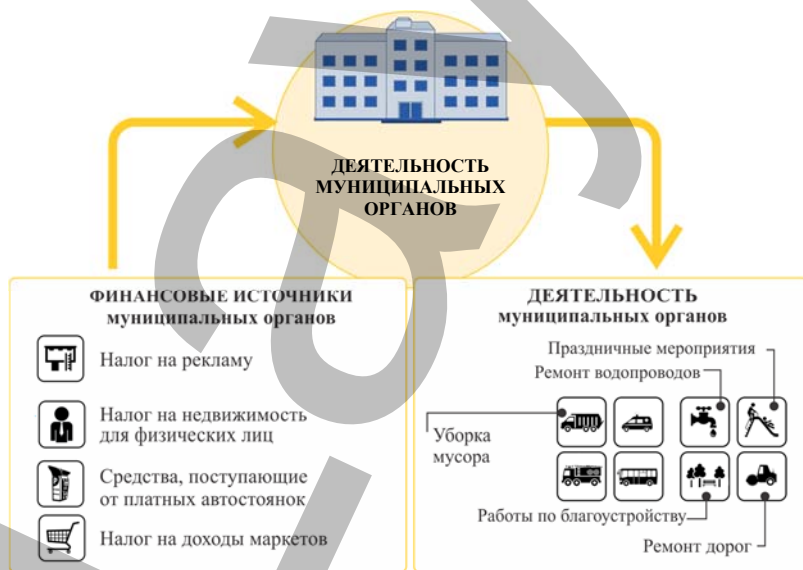 ДЕЯТЕЛЬНОСТЬ
МУНИЦИПАЛЬНЫХ
ОРГАНОВ
ФИНАНСОВЫЕ ИСТОЧНИКИ
муниципальных органов
Налог на рекламу
Налог на недвижимость
для физических лиц
Средства, поступающие
от платных автостоянок
Налог на доходы маркетов
ДЕЯТЕЛЬНОСТЬ
муниципальных органов
Праздничные мероприятия
Ремонт водопроводов
Уборка
мусора
Работы по благоустройству
Ремонт дорог